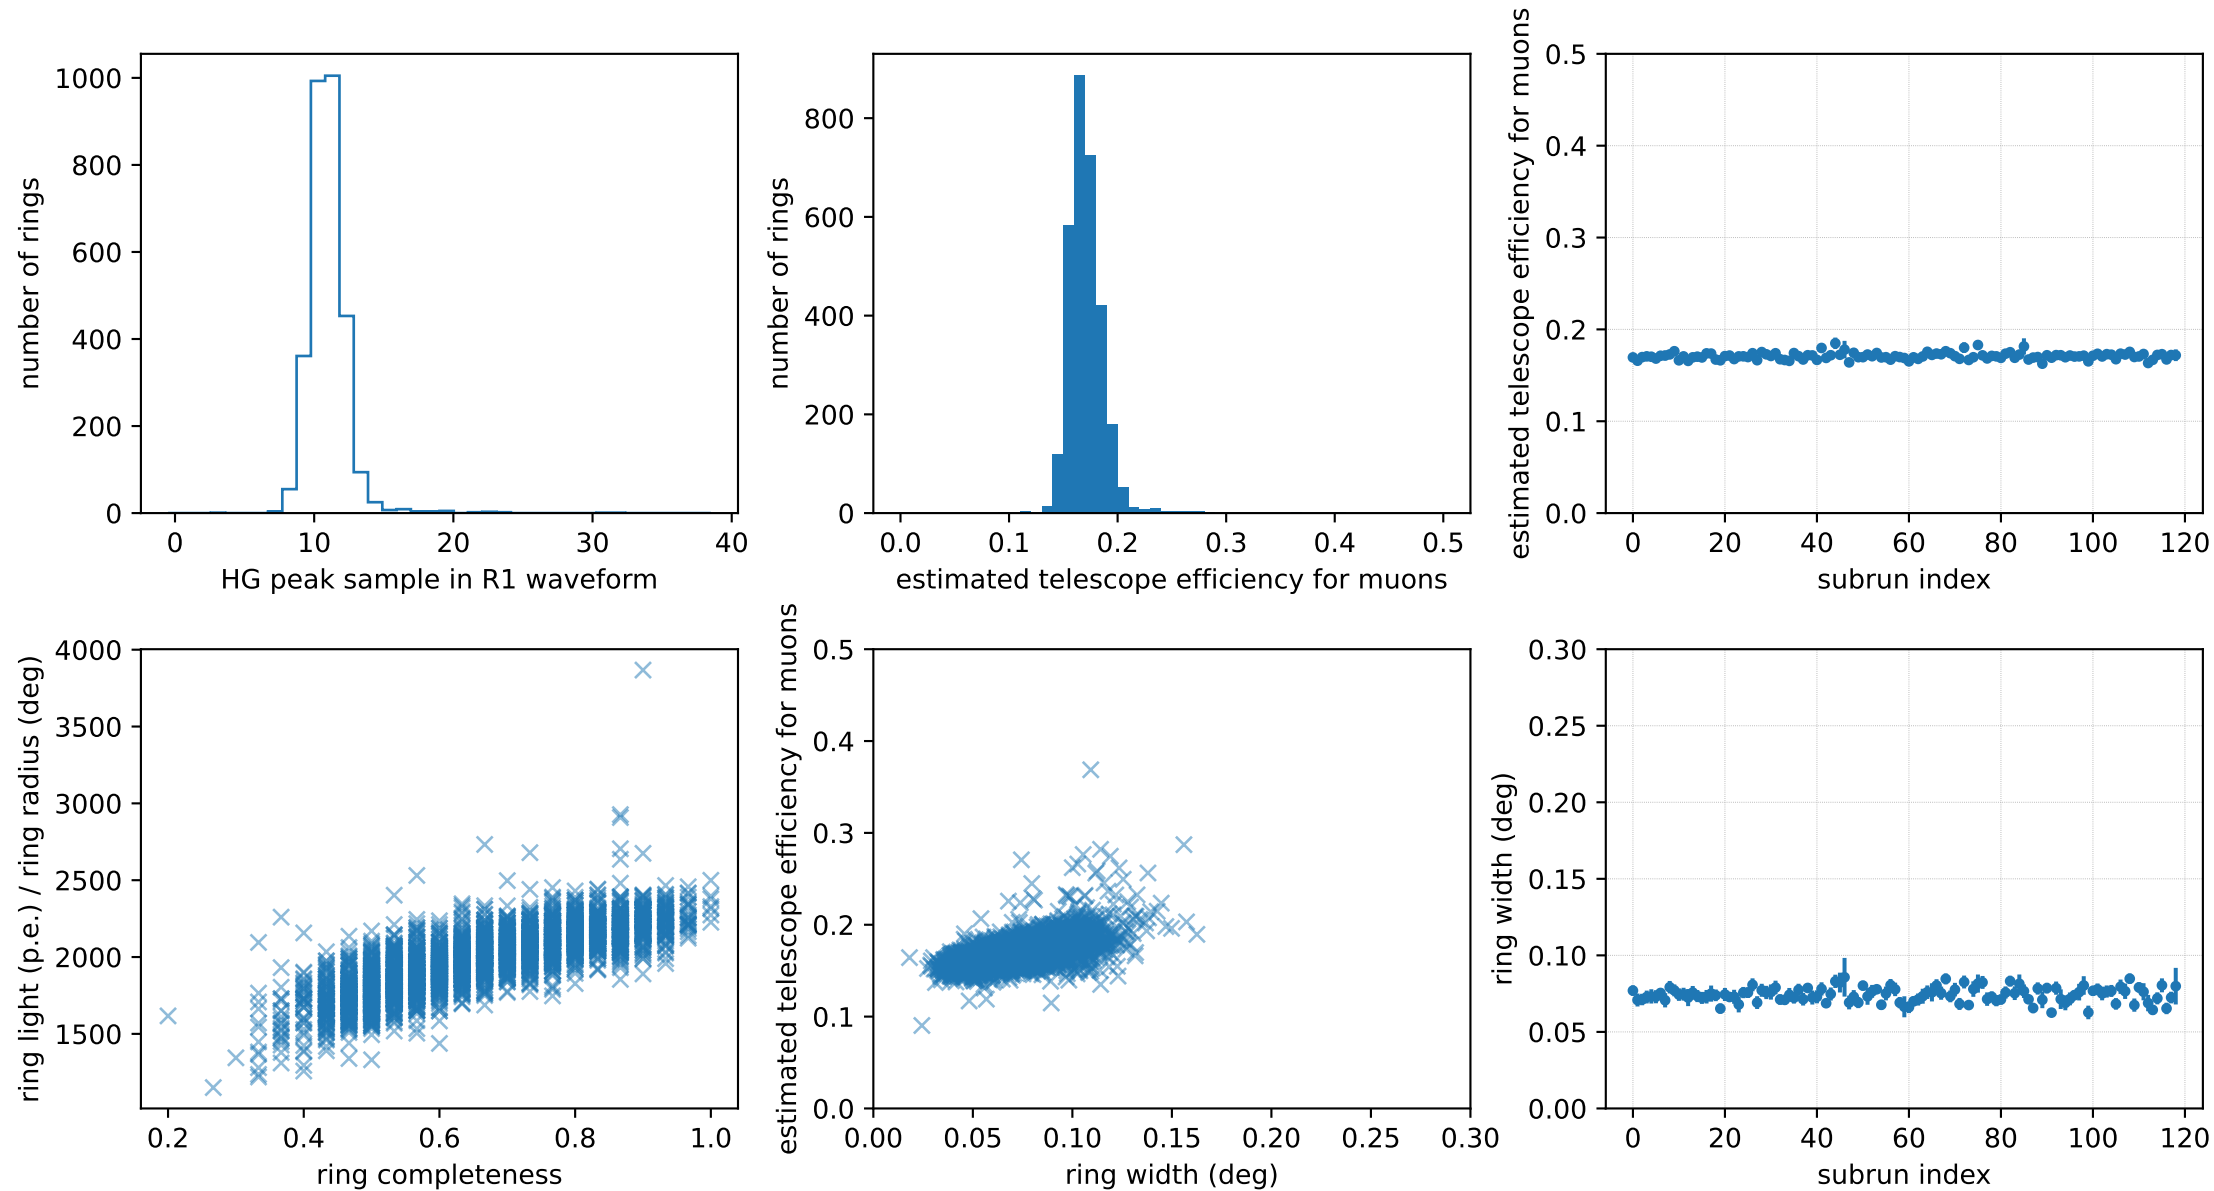 number of rings
1000
800
600
400
200
0
0 10 20 30 40
HG peak sample in R1 waveform
number of rings
800
600
400
200
0
0.0 0.1 0.2 0.3 0.4 0.5
estimated telescope efficiency for muons
estimated telescope efficiency for muons
0.5
0.4
0.3
0.2
0.1
0.0
0 20 40 60 80 100 120
subrun index
ring light (p.e.) / ring radius (deg)
4000
3500
3000
2500
2000
1500
0.2 0.4 0.6 0.8 1.0
ring completeness
estimated telescope efficiency for muons
0.5
0.4
0.3
0.2
0.1
0.0
0.00 0.05 0.10 0.15 0.20 0.25 0.30
ring width (deg)
ring width (deg)
0.30
0.25
0.20
0.15
0.10
0.05
0.00
0 20 40 60 80 100 120
subrun index